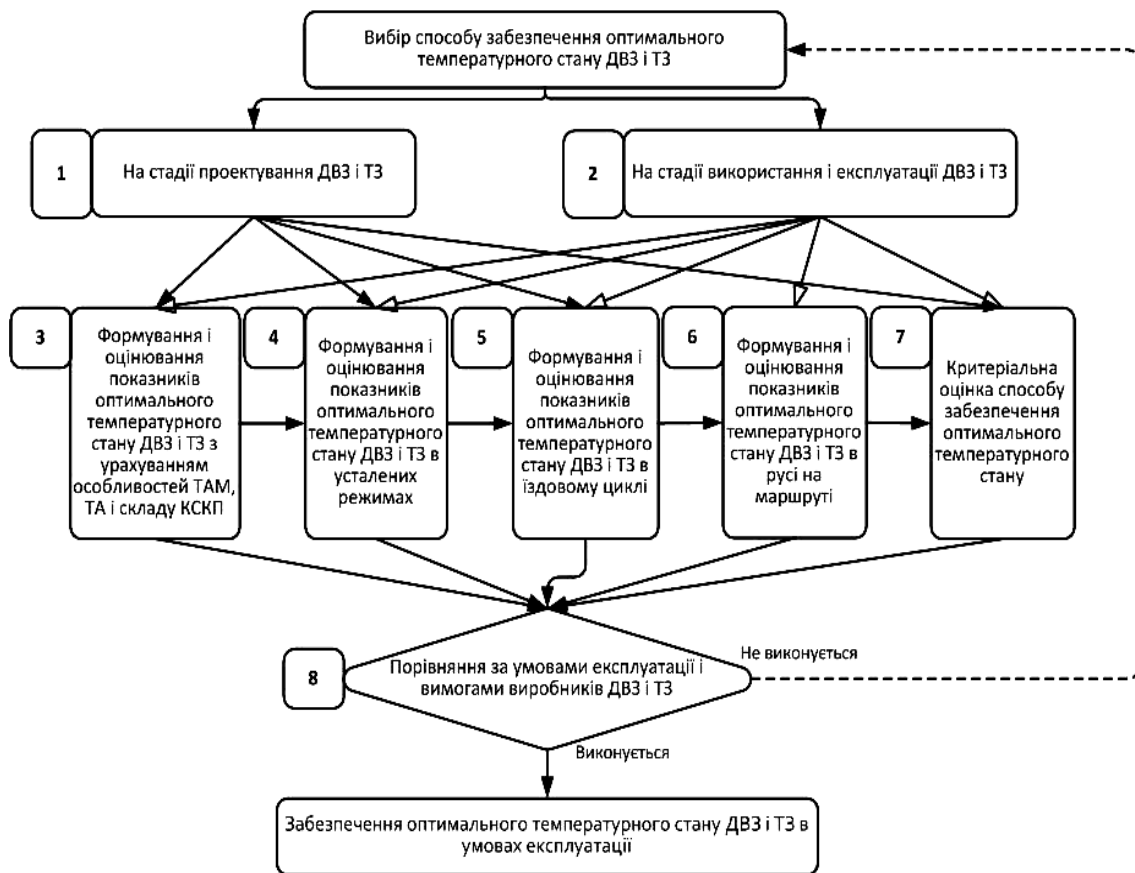 Вибір способу забезпечення оптимального
температурного стану ДВЗ і ТЗ
1
На стадії проектування ДВЗ і ТЗ
2
На стадії використання і експлуатації ДВЗ і ТЗ
3
Формування і
оцінювання
показників
оптимального
температурного
стану ДВЗ і ТЗ з
урахуванням
особливостей ТАМ,
ТА і складу КСКП
4
Формування і
оцінювання
показників
оптимального
температурного
стану ДВЗ і ТЗ в
усталених
режимах
5
Формування і
оцінювання
показників
оптимального
температурного
стану ДВЗ і ТЗ в
їздовому циклі
6
Формування і
оцінювання
показників
оптимального
температурного
стану ДВЗ і ТЗ в
русі на
маршруті
7
Критеріальна
оцінка способу
забезпечення
оптимального
температурного
стану
8
Порівняння за умовами експлуатації і
вимогами виробників ДВЗ і ТЗ
Не виконується
Виконується
Забезпечення оптимального температурного стану ДВЗ і ТЗ в
умовах експлуатації